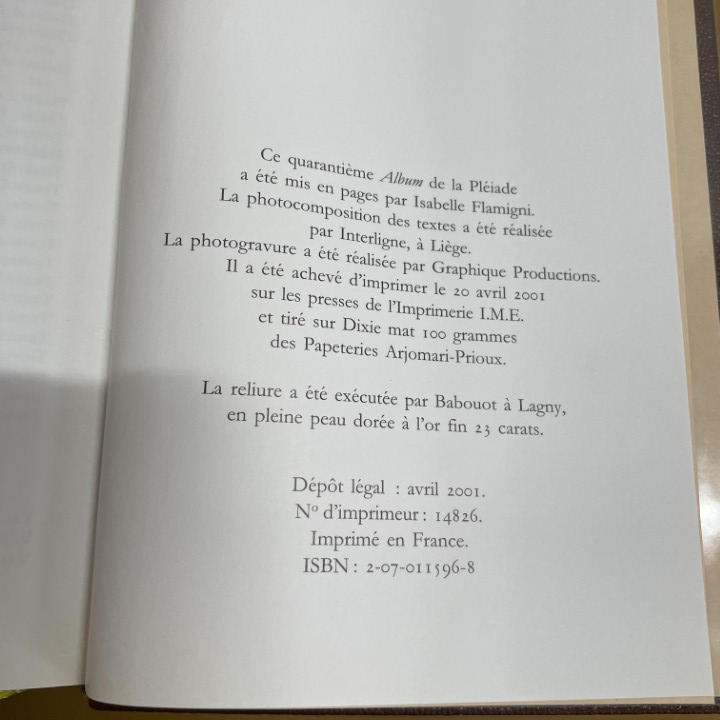 Ce quarantième Album de la Pléiade
a été mis en pages par Isabelle Flamigni.
La photocomposition des textes a été réalisée
par Interligne, à Liège.
La photogravure a été réalisée par Graphique Productions.
Il a été achevé d'imprimer le 20 avril 2001
sur les presses de l'Imprimerie I.M.E.
et tiré sur Dixie mat 100 grammes
des Papeteries Arjomari-Prioux.
La reliure a été exécutée par Babouot à Lagny,
en pleine peau dorée à l'or fin 23 carats.
Dépôt légal : avril 2001.
Nº d'imprimeur : 14826.
Imprimé en France.
ISBN : 2-07-011596-8